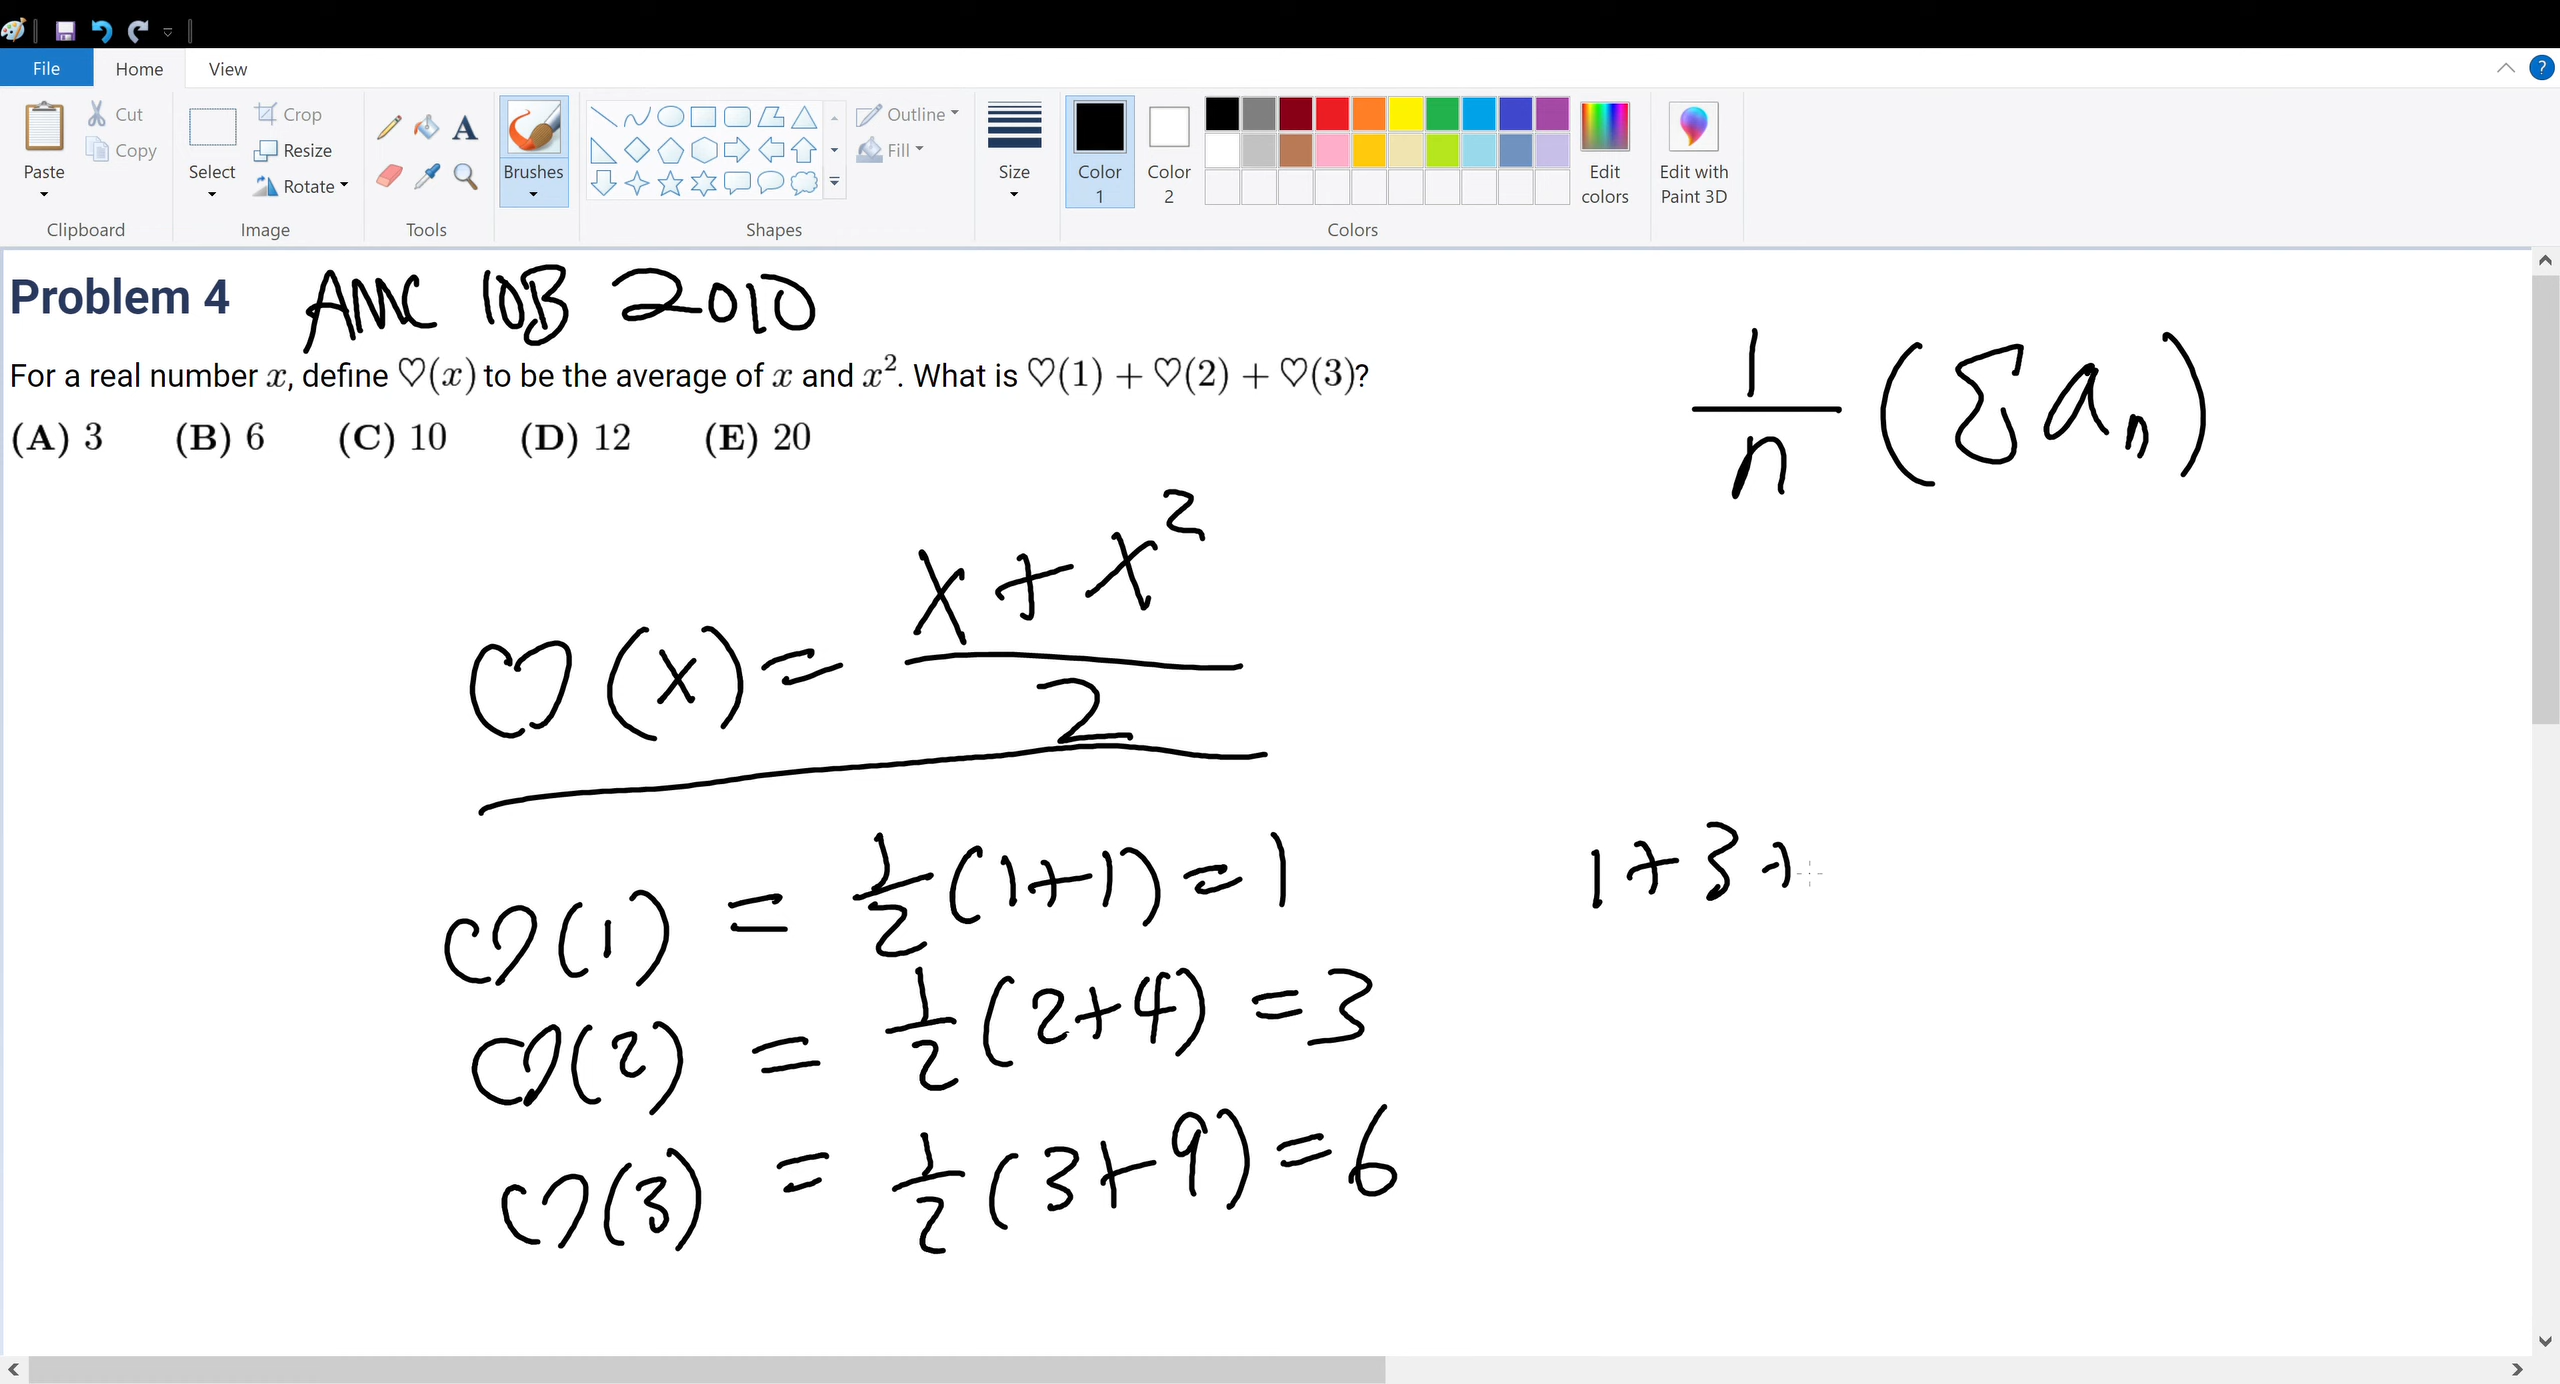 File Home View ?
Paste Cut Copy Clipboard
Select Crop Resize Rotate Image
Tools
Brushes
Outline Fill Shapes
Size
Color 1 Color 2 Edit colors Colors
Edit with Paint 3D
Problem 4 AMC 10B 2010
For a real number x, define ♡(x) to be the average of x and x². What is ♡(1) + ♡(2) + ♡(3)?
(A) 3 (B) 6 (C) 10 (D) 12 (E) 20
1/n (Σ aₙ)
♡(x) = (x + x²)/2
♡(1) = 1/2 (1+1) = 1
1 + 3 +
♡(2) = 1/2 (2+4) = 3
♡(3) = 1/2 (3+9) = 6